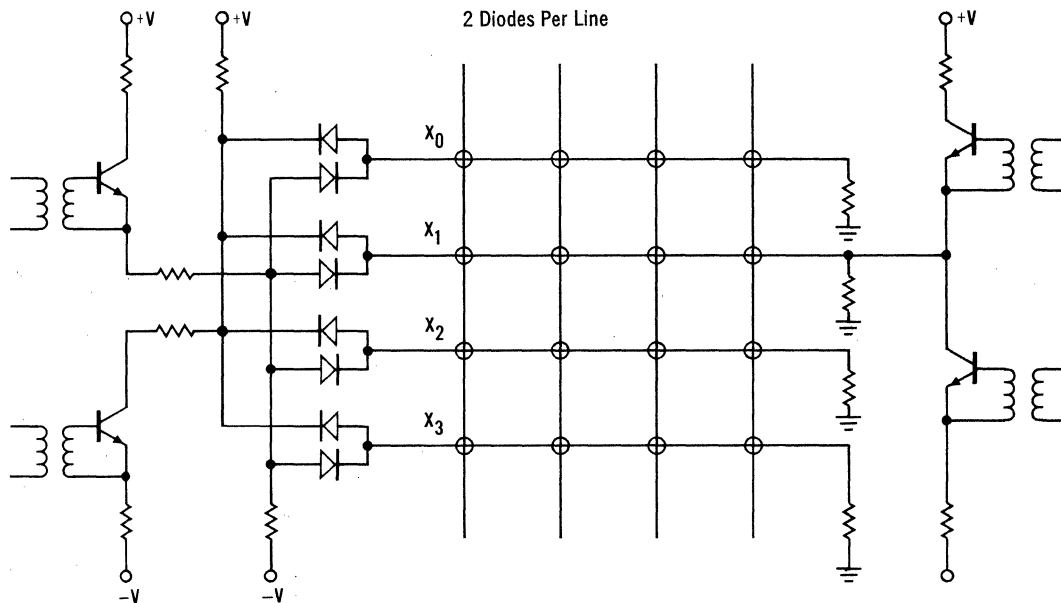 2 Diodes Per Line
+V
+V
+V
X0
X1
X2
X3
−V
−V